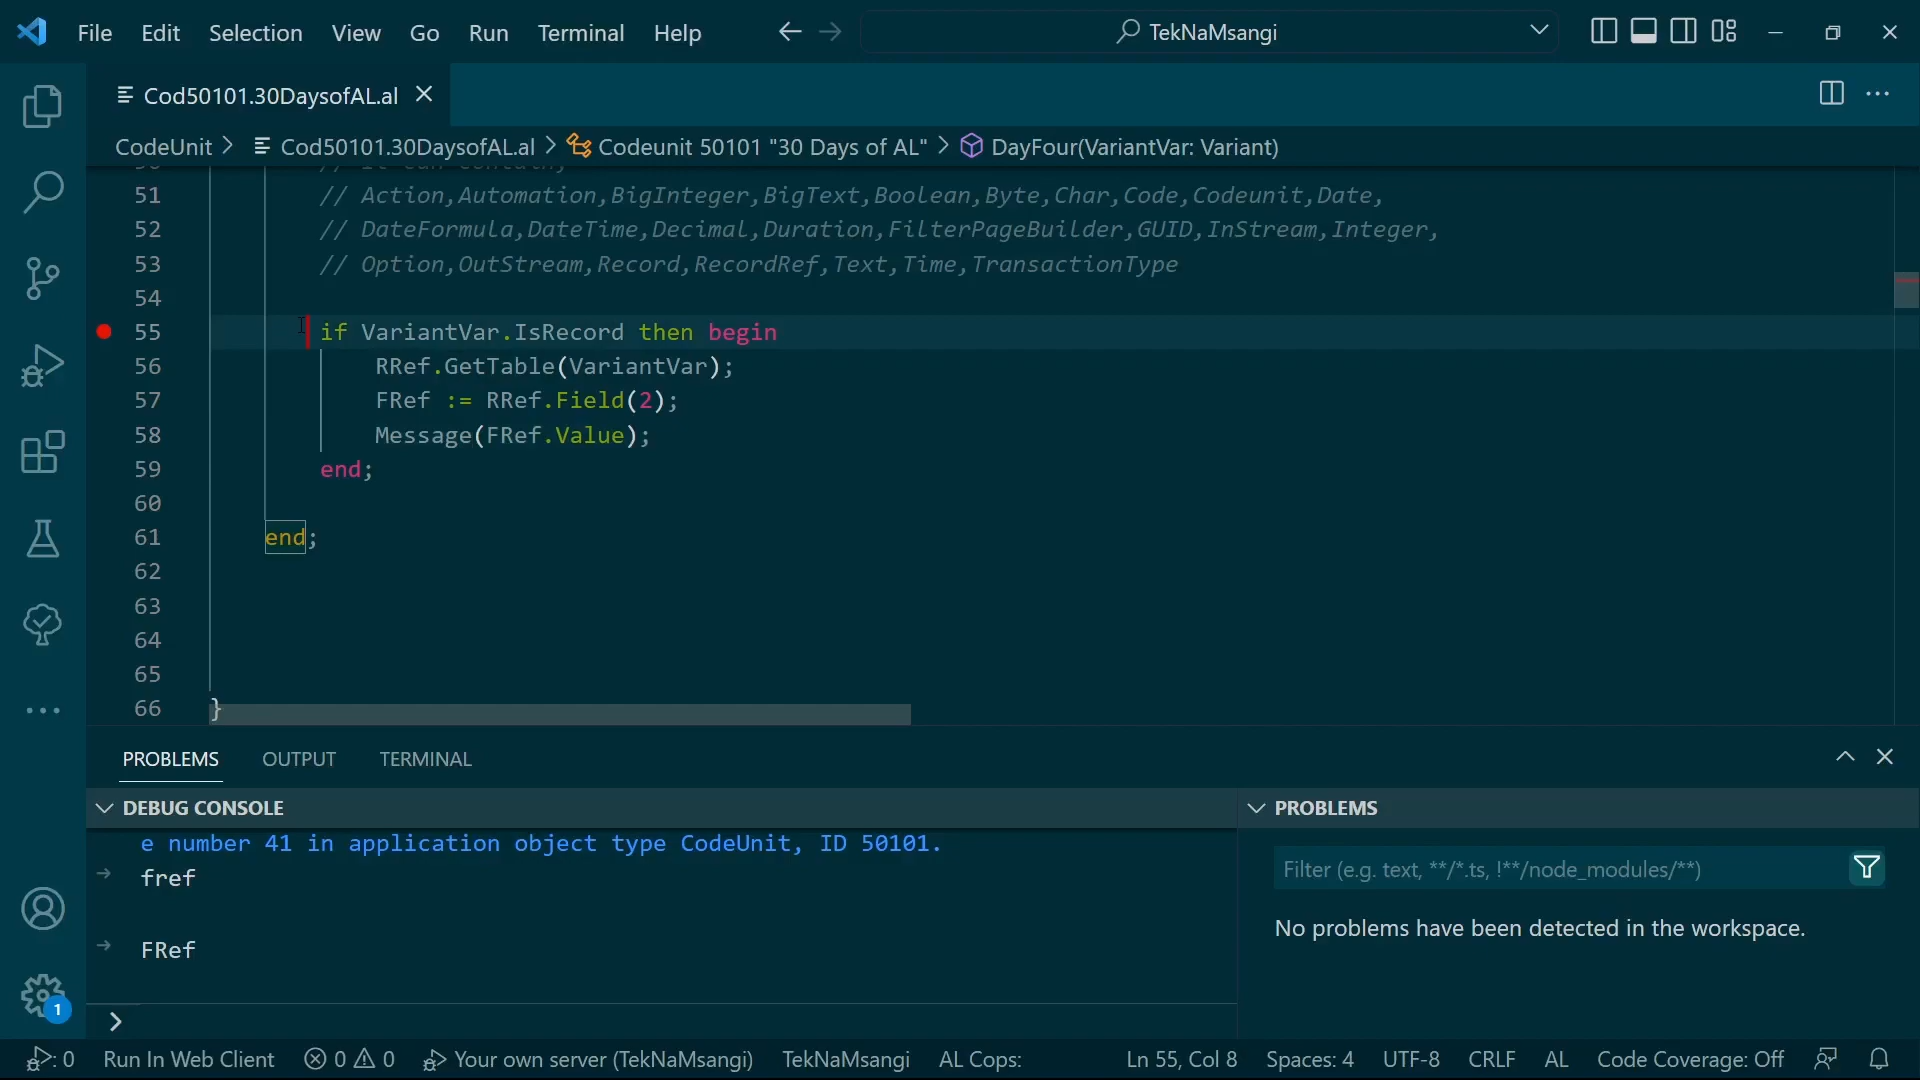 File Edit Selection View Go Run Terminal Help TekNaMsangi
Cod50101.30DaysofAL.al
CodeUnit > Cod50101.30DaysofAL.al > Codeunit 50101 "30 Days of AL" > DayFour(VariantVar: Variant)
51 // Action,Automation,BigInteger,BigText,Boolean,Byte,Char,Code,Codeunit,Date,
52 // DateFormula,DateTime,Decimal,Duration,FilterPageBuilder,GUID,InStream,Integer,
53 // Option,OutStream,Record,RecordRef,Text,Time,TransactionType
54
55 if VariantVar.IsRecord then begin
56 RRef.GetTable(VariantVar);
57 FRef := RRef.Field(2);
58 Message(FRef.Value);
59 end;
60
61 end;
62
63
64
65
66 }
PROBLEMS OUTPUT TERMINAL
DEBUG CONSOLE
e number 41 in application object type CodeUnit, ID 50101.
fref
FRef
>
PROBLEMS
Filter (e.g. text, **/*.ts, !**/node_modules/**)
No problems have been detected in the workspace.
1
: 0 Run In Web Client 0 0 Your own server (TekNaMsangi) TekNaMsangi AL Cops: Ln 55, Col 8 Spaces: 4 UTF-8 CRLF AL Code Coverage: Off